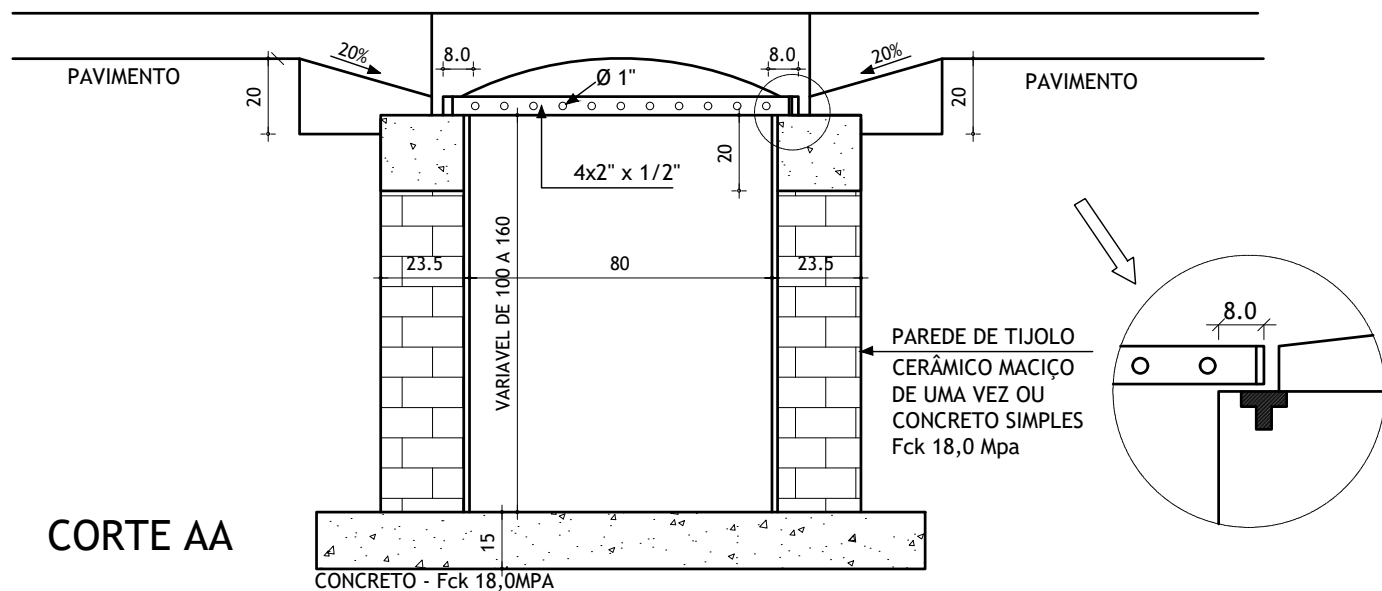 20%
8.0
8.0
20%
PAVIMENTO
Ø 1"
PAVIMENTO
20
20
20
4x2" x 1/2"
VARIAVEL DE 100 A 160
23.5
80
23.5
8.0
PAREDE DE TIJOLO
CERÂMICO MACIÇO
DE UMA VEZ OU
CONCRETO SIMPLES
Fck 18,0 Mpa
CORTE AA
15
CONCRETO - Fck 18,0MPA